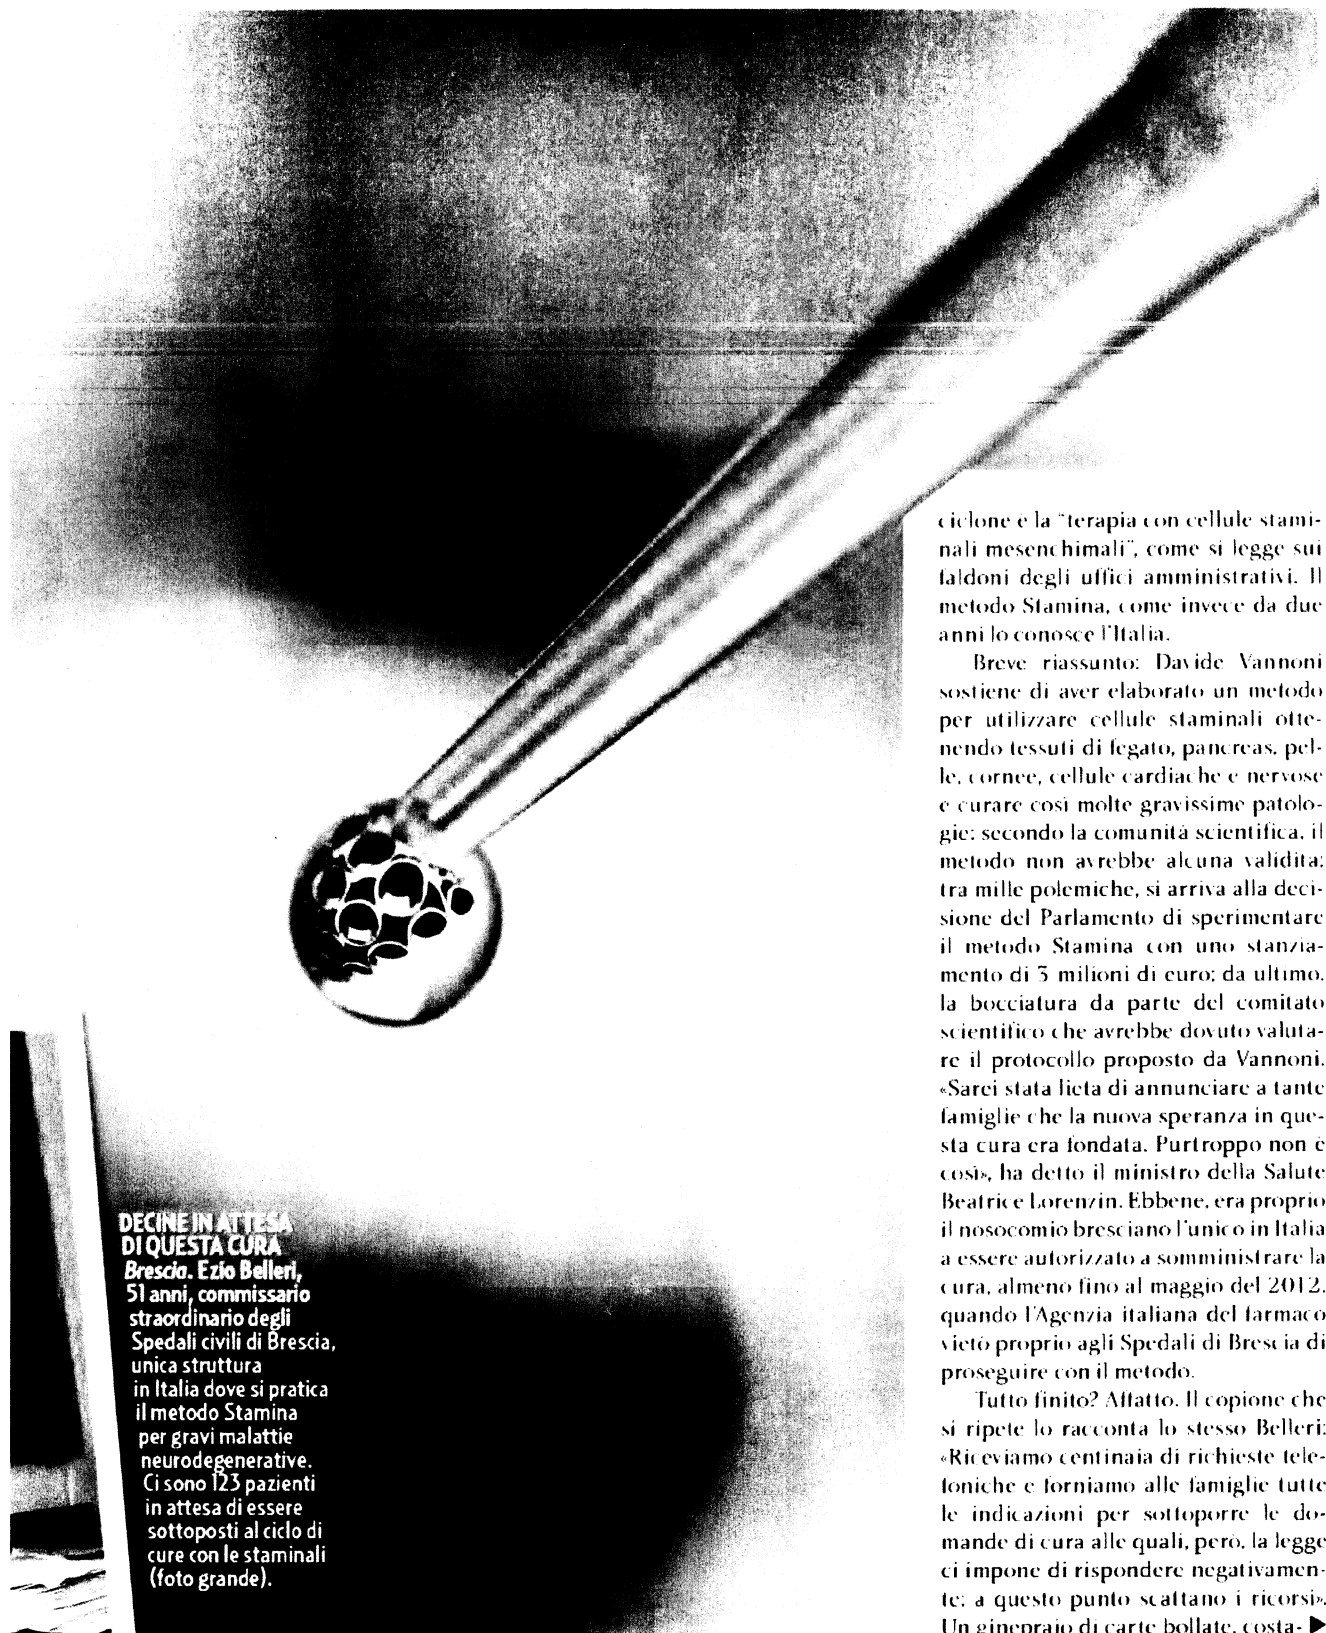 ciclone è la "terapia con cellule stami-
nali mesenchimali", come si legge sui
faldoni degli uffici amministrativi. Il
metodo Stamina, come invece da due
anni lo conosce l'Italia.
Breve riassunto: Davide Vannoni
sostiene di aver elaborato un metodo
per utilizzare cellule staminali otte-
nendo tessuti di fegato, pancreas, pel-
le, cornee, cellule cardiache e nervose
e curare così molte gravissime patolo-
gie; secondo la comunità scientifica, il
metodo non avrebbe alcuna validità;
tra mille polemiche, si arriva alla deci-
sione del Parlamento di sperimentare
il metodo Stamina con uno stanzia-
mento di 3 milioni di euro; da ultimo,
la bocciatura da parte del comitato
scientifico che avrebbe dovuto valuta-
re il protocollo proposto da Vannoni.
«Sarei stata lieta di annunciare a tante
famiglie che la nuova speranza in que-
sta cura era fondata. Purtroppo non è
così», ha detto il ministro della Salute
Beatrice Lorenzin. Ebbene, era proprio
il nosocomio bresciano l'unico in Italia
a essere autorizzato a somministrare la
cura, almeno fino al maggio del 2012,
quando l'Agenzia italiana del farmaco
vietò proprio agli Spedali di Brescia di
proseguire con il metodo.
Tutto finito? Affatto. Il copione che
si ripete lo racconta lo stesso Belleri:
«Riceviamo centinaia di richieste tele-
foniche e forniamo alle famiglie tutte
le indicazioni per sottoporre le do-
mande di cura alle quali, però, la legge
ci impone di rispondere negativamen-
te; a questo punto scattano i ricorsi».
Un ginepraio di carte bollate, costa- ▶
DECINE IN ATTESA
DI QUESTA CURA
Brescia. Ezio Belleri,
51 anni, commissario
straordinario degli
Spedali civili di Brescia,
unica struttura
in Italia dove si pratica
il metodo Stamina
per gravi malattie
neurodegenerative.
Ci sono 123 pazienti
in attesa di essere
sottoposti al ciclo di
cure con le staminali
(foto grande).